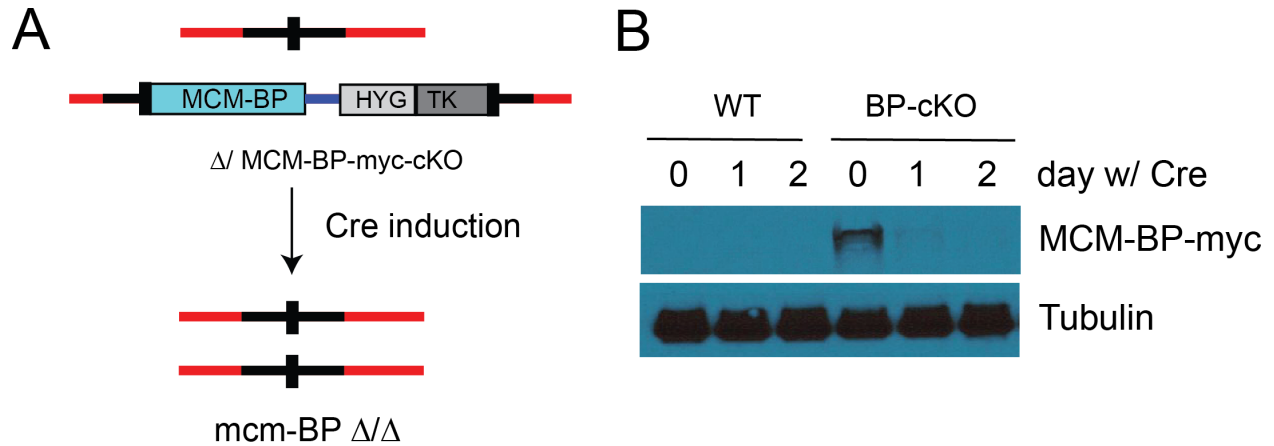 A
MCM-BP HYG TK
Δ/ MCM-BP-myc-cKO
Cre induction
mcm-BP Δ/Δ
B
WT BP-cKO
0 1 2 0 1 2 day w/ Cre
MCM-BP-myc
Tubulin